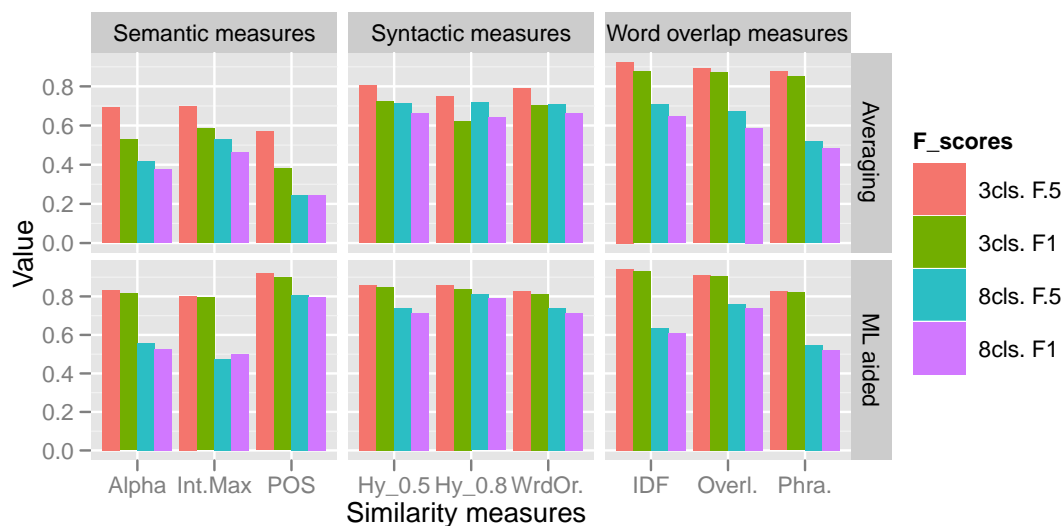 Semantic measures
Syntactic measures
Word overlap measures
0.8
0.6
0.4
0.2
0.0
Averaging
0.8
0.6
0.4
0.2
0.0
ML aided
Value
Alpha Int.Max POS
Hy_0.5 Hy_0.8 WrdOr.
IDF Overl. Phra.
Similarity measures
F_scores
3cls. F.5
3cls. F1
8cls. F.5
8cls. F1